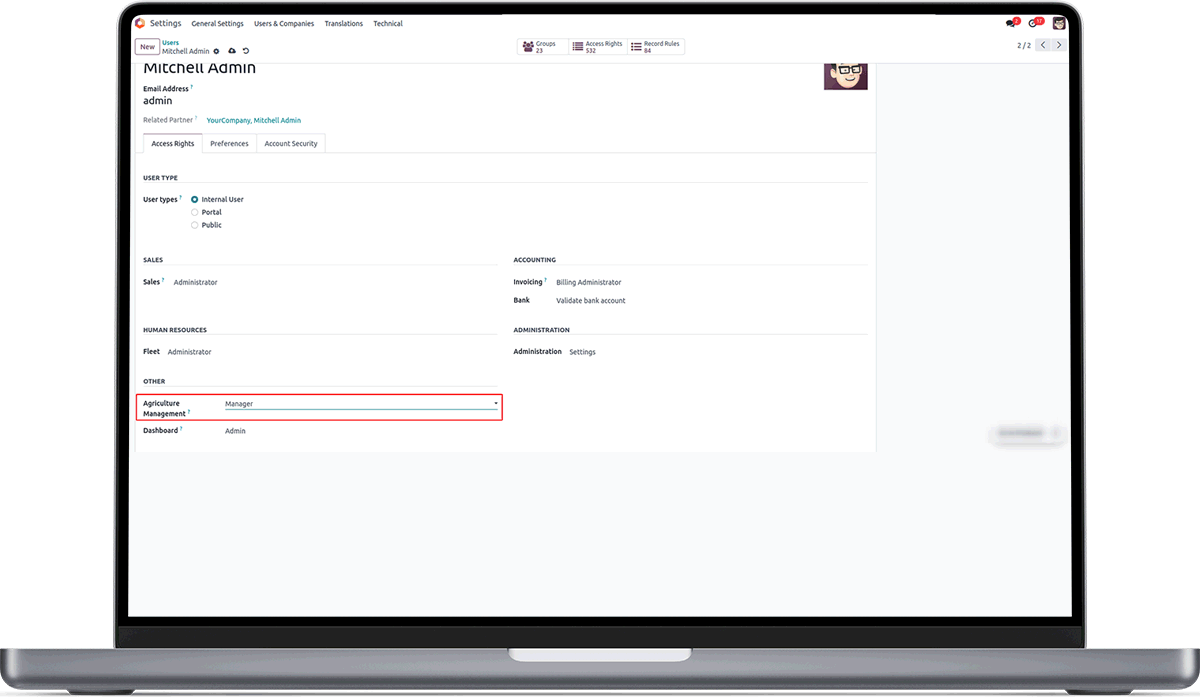 Settings General Settings Users & Companies Translations Technical 17
New Users
Mitchell Admin
Groups 23 Access Rights 532 Record Rules 84
2 / 2
Mitchell Admin
Email Address ?
admin
Related Partner ? YourCompany, Mitchell Admin
Access Rights Preferences Account Security
USER TYPE
User types ? Internal User
Portal
Public
SALES ACCOUNTING
Sales ? Administrator Invoicing ? Billing Administrator
Bank Validate bank account
HUMAN RESOURCES ADMINISTRATION
Fleet Administrator Administration Settings
OTHER
Agriculture
Management ? Manager
Dashboard ? Admin